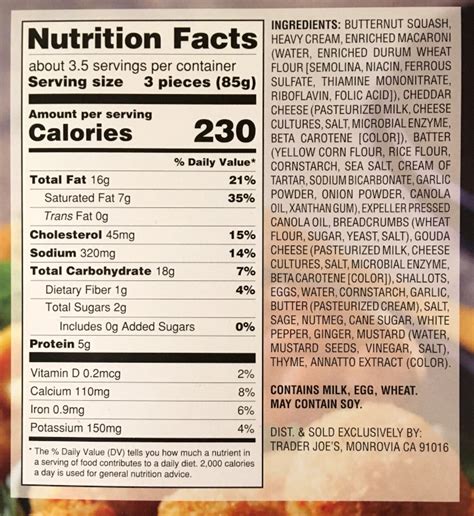 Nutrition Facts
about 3.5 servings per container
Serving size 3 pieces (85g)
Amount per serving
Calories 230
% Daily Value*
Total Fat 16g 21%
Saturated Fat 7g 35%
Trans Fat 0g
Cholesterol 45mg 15%
Sodium 320mg 14%
Total Carbohydrate 18g 7%
Dietary Fiber 1g 4%
Total Sugars 2g
Includes 0g Added Sugars 0%
Protein 5g
Vitamin D 0.2mcg 2%
Calcium 110mg 8%
Iron 0.9mg 6%
Potassium 150mg 4%
* The % Daily Value (DV) tells you how much a nutrient in
a serving of food contributes to a daily diet. 2,000 calories
a day is used for general nutrition advice.
INGREDIENTS: BUTTERNUT SQUASH,
HEAVY CREAM, ENRICHED MACARONI
(WATER, ENRICHED DURUM WHEAT
FLOUR [SEMOLINA, NIACIN, FERROUS
SULFATE, THIAMINE MONONITRATE,
RIBOFLAVIN, FOLIC ACID]), CHEDDAR
CHEESE (PASTEURIZED MILK, CHEESE
CULTURES, SALT, MICROBIAL ENZYME,
BETA CAROTENE [COLOR]), BATTER
(YELLOW CORN FLOUR, RICE FLOUR,
CORNSTARCH, SEA SALT, CREAM OF
TARTAR, SODIUM BICARBONATE, GARLIC
POWDER, ONION POWDER, CANOLA
OIL, XANTHAN GUM), EXPELLER PRESSED
CANOLA OIL, BREADCRUMBS (WHEAT
FLOUR, SUGAR, YEAST, SALT), GOUDA
CHEESE (PASTEURIZED MILK, CHEESE
CULTURES, SALT, MICROBIAL ENZYME,
BETA CAROTENE [COLOR]), SHALLOTS,
EGGS, WATER, CORNSTARCH, GARLIC,
BUTTER (PASTEURIZED CREAM), SALT,
SAGE, NUTMEG, CANE SUGAR, WHITE
PEPPER, GINGER, MUSTARD (WATER,
MUSTARD SEEDS, VINEGAR, SALT),
THYME, ANNATTO EXTRACT (COLOR).
CONTAINS MILK, EGG, WHEAT.
MAY CONTAIN SOY.
DIST. & SOLD EXCLUSIVELY BY:
TRADER JOE'S, MONROVIA CA 91016